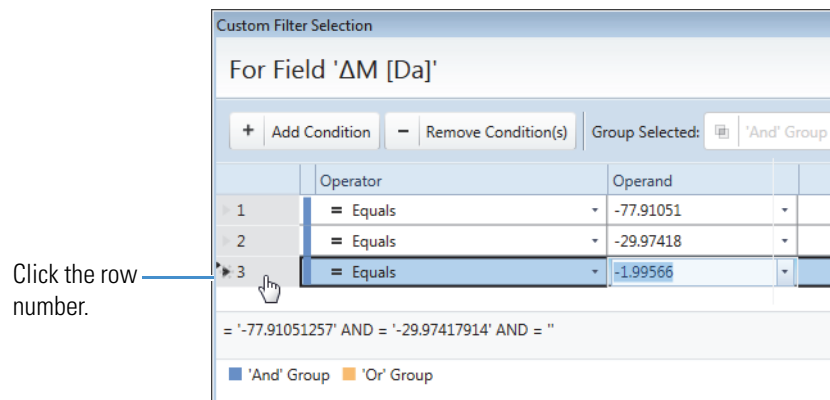 Custom Filter Selection
For Field 'ΔM [Da]'
+ Add Condition − Remove Condition(s) Group Selected: 'And' Group
Operator Operand
1 = Equals -77.91051
2 = Equals -29.97418
3 = Equals -1.99566
Click the row
number.
= '-77.91051257' AND = '-29.97417914' AND = ''
'And' Group 'Or' Group